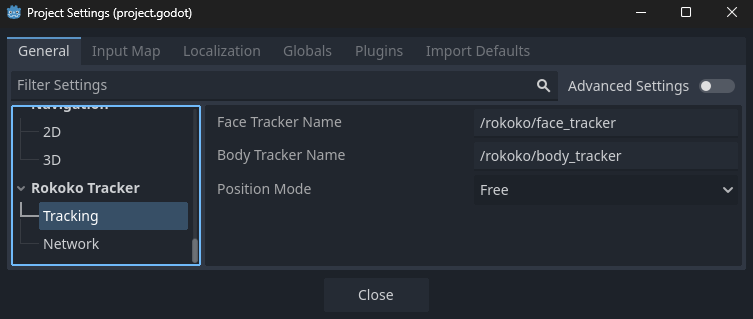 Project Settings (project.godot)
General Input Map Localization Globals Plugins Import Defaults
Filter Settings Advanced Settings
Navigation
2D
3D
Rokoko Tracker
Tracking
Network
Face Tracker Name /rokoko/face_tracker
Body Tracker Name /rokoko/body_tracker
Position Mode Free
Close